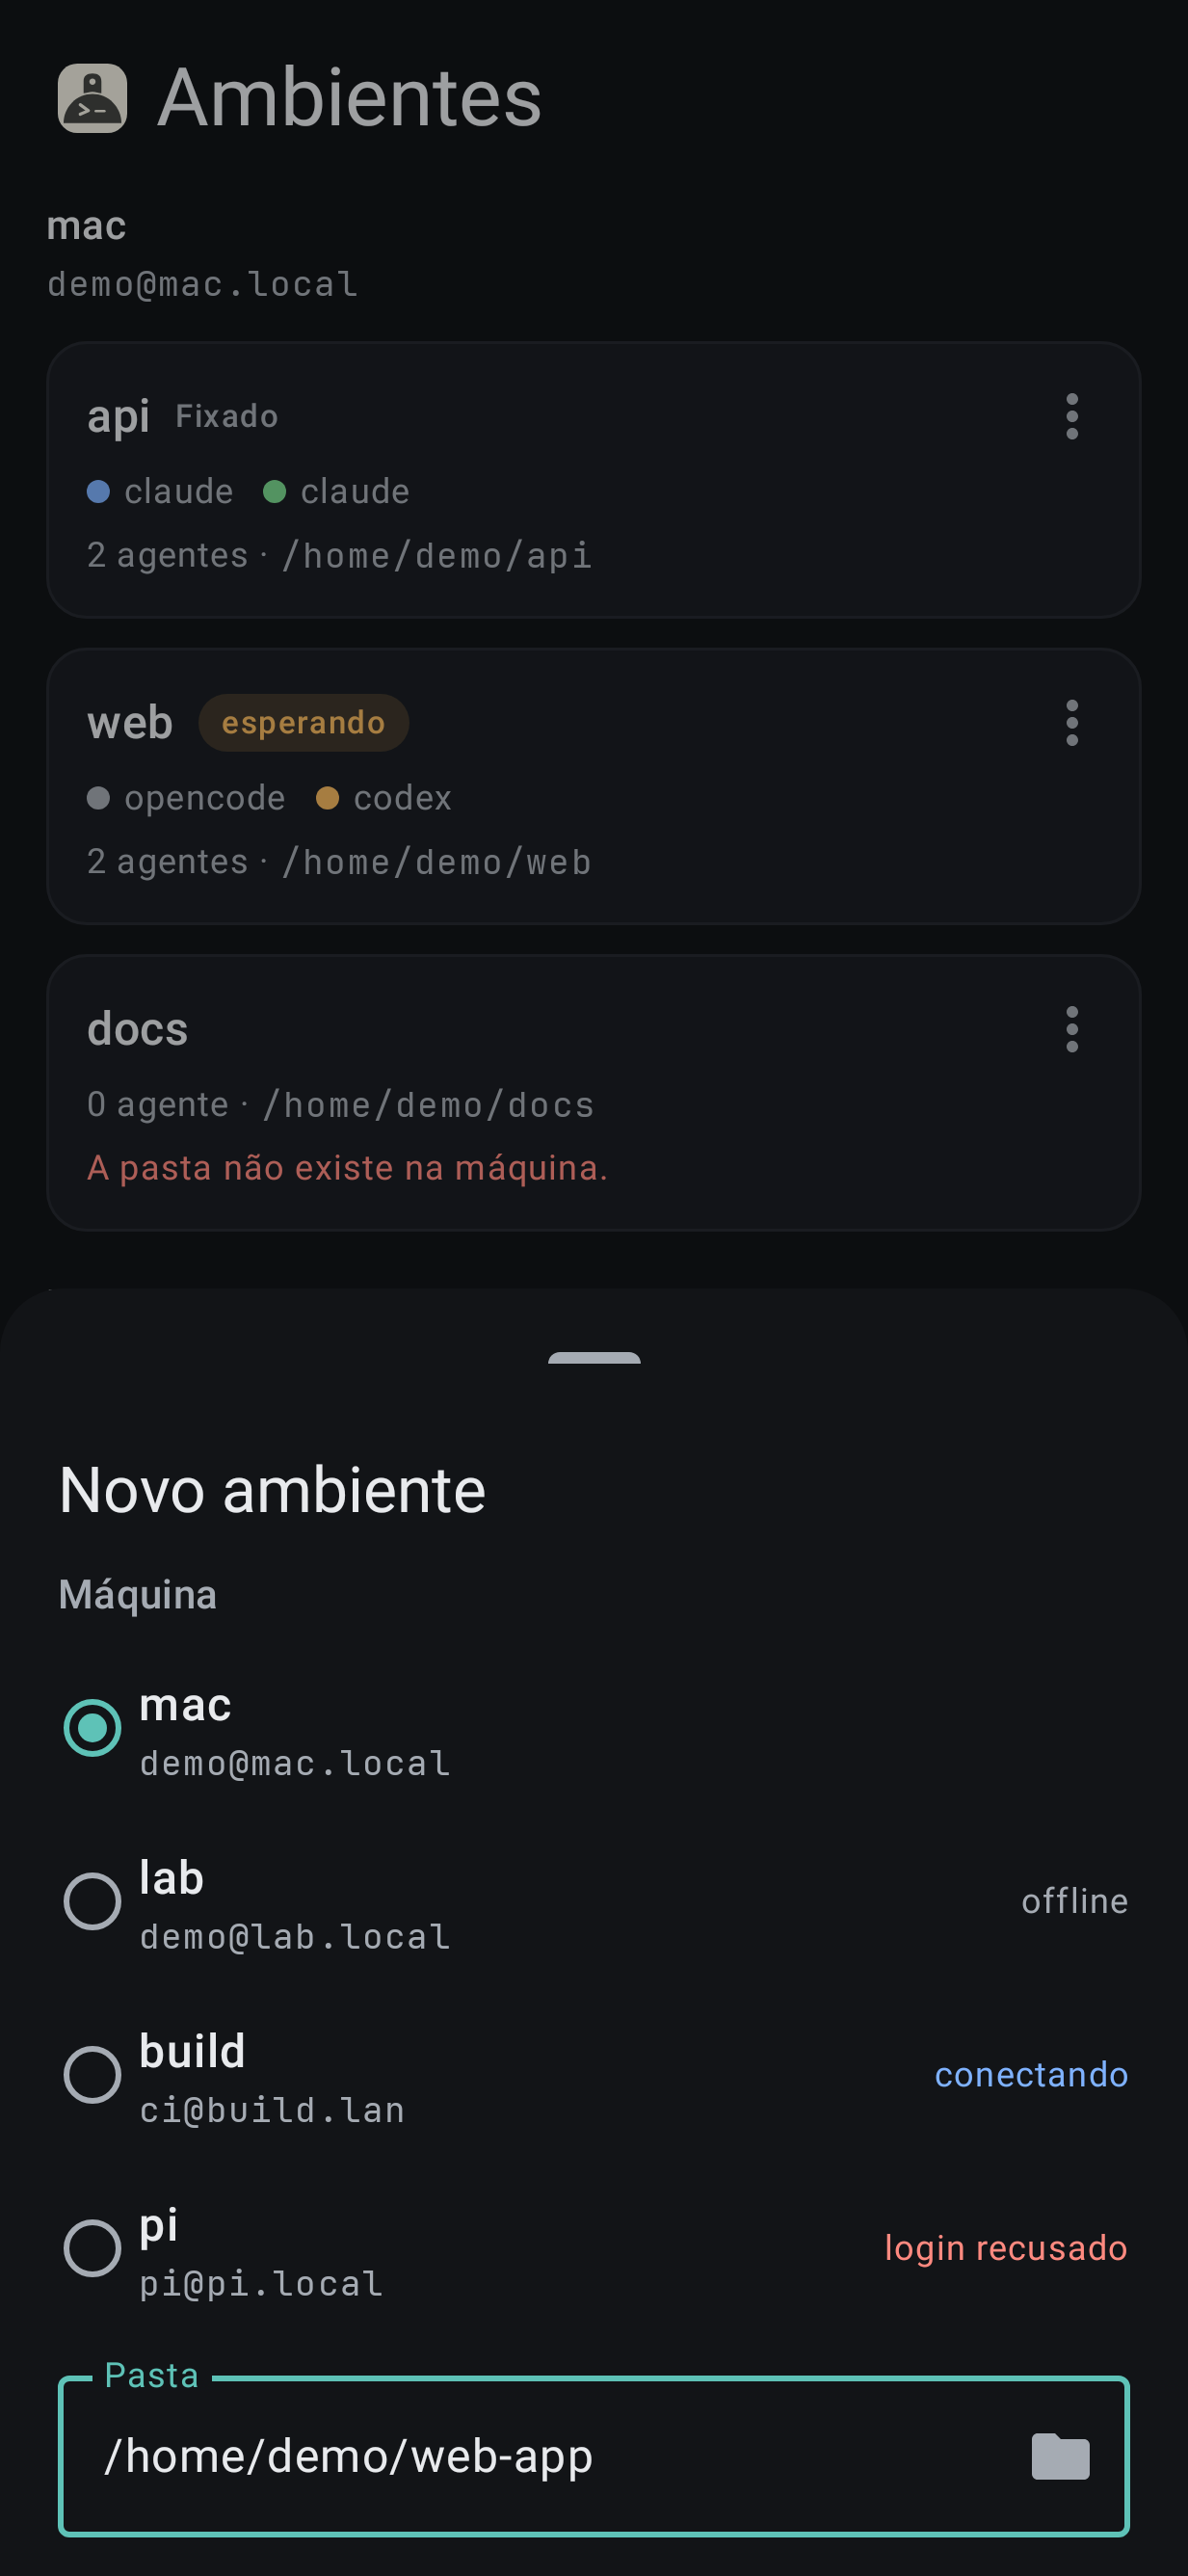 Ambientes
mac
demo@mac.local
api Fixado
claude claude
2 agentes · /home/demo/api
web esperando
opencode codex
2 agentes · /home/demo/web
docs
0 agente · /home/demo/docs
A pasta não existe na máquina.
Novo ambiente
Máquina
mac
demo@mac.local
lab
demo@lab.local
offline
build
ci@build.lan
conectando
pi
pi@pi.local
login recusado
Pasta
/home/demo/web-app